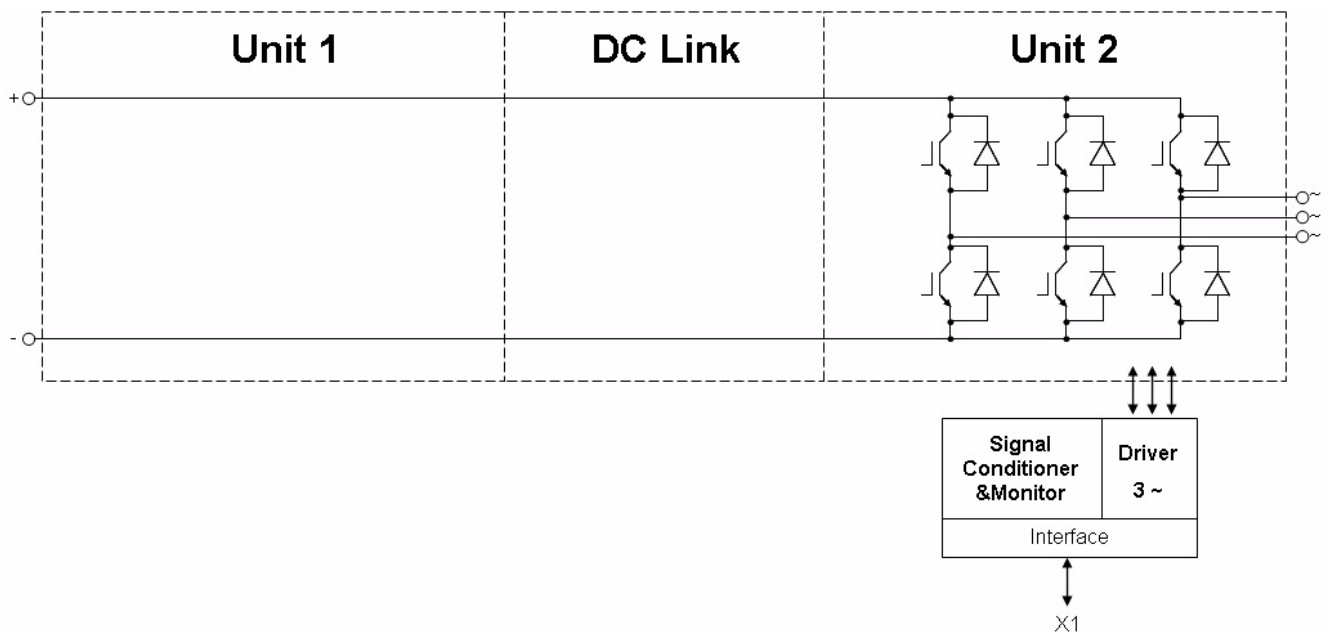 Unit 1
DC Link
Unit 2
+
~
~
~
-
Signal
Conditioner
&Monitor
Driver
3 ~
Interface
X1